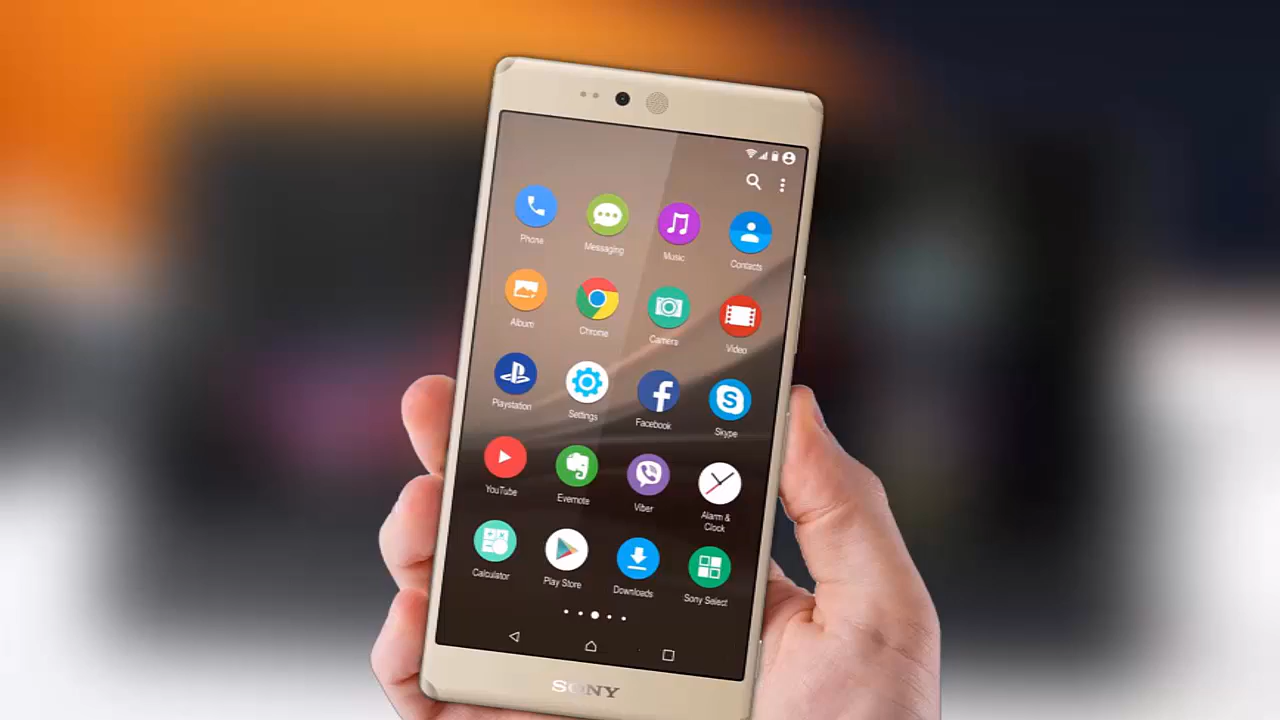 Phone Messaging Music Contacts
Album Chrome Camera Video
Playstation Settings Facebook Skype
YouTube Evernote Viber Alarm &
Clock
Calculator Play Store Downloads Sony Select
SONY